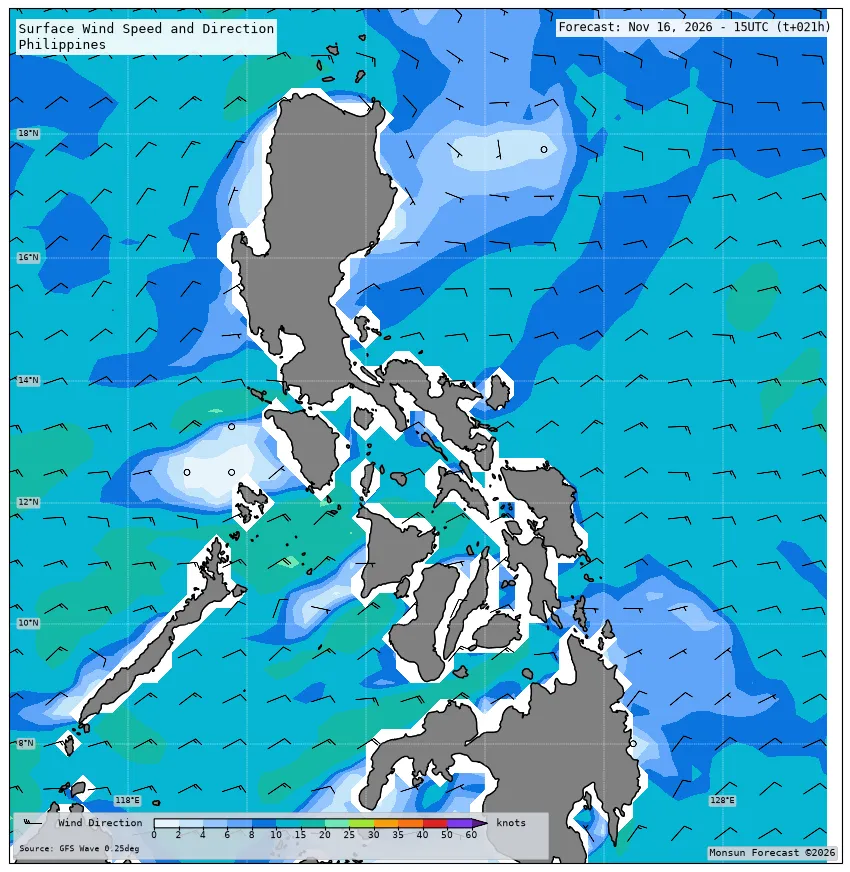 Surface Wind Speed and Direction
Philippines
Forecast: Nov 16, 2026 - 15UTC (t+021h)
18°N
16°N
14°N
12°N
10°N
8°N
118°E
128°E
Wind Direction
0 2 4 6 8 10 15 20 25 30 35 40 50 60 knots
Source: GFS Wave 0.25deg
Monsun Forecast ©2026